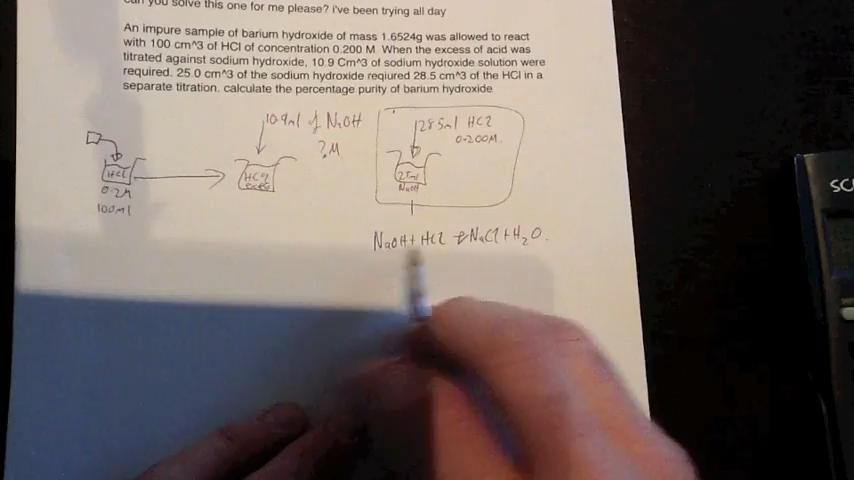 can you solve this one for me please? i've been trying all day
An impure sample of barium hydroxide of mass 1.6524g was allowed to react
with 100 cm^3 of HCl of concentration 0.200 M. When the excess of acid was
titrated against sodium hydroxide, 10.9 Cm^3 of sodium hydroxide solution were
required. 25.0 cm^3 of the sodium hydroxide reqiured 28.5 cm^3 of the HCl in a
separate titration. calculate the percentage purity of barium hydroxide
10.9ml of NaOH
?M
28.5ml HCl
0.200M.
HCl
0.2M
100ml
HCl
excess
25ml
NaOH
NaOH + HCl → NaCl + H2O.
SC